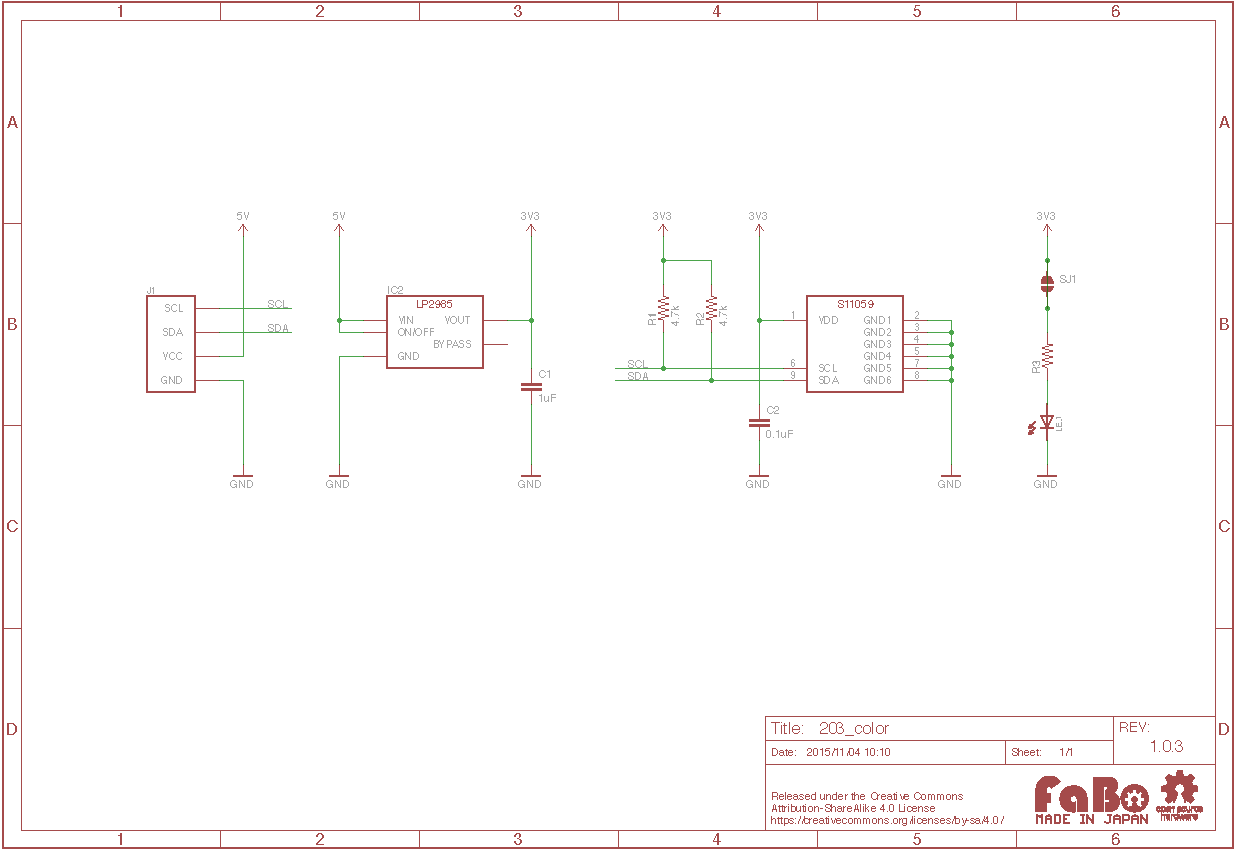 1 2 3 4 5 6
A A
5V 5V 3V3 3V3 3V3 3V3
J1 IC2 SJ1
SCL SCL
SDA SDA
VCC
GND
LP2985
VIN VOUT
ON/OFF
BYPASS
GND
C1
1uF
R1 4.7k R2 4.7k
SCL
SDA
S11059
1 VDD GND1 2
GND2 3
GND3 4
GND4 5
6 SCL GND5 7
9 SDA GND6 8
C2
0.1uF
R3
B B
GND GND GND GND GND GND
C C
D D
Title: 203_color
REV:
1.0.3
Date: 2015/11/04 10:10
Sheet: 1/1
Released under the Creative Commons
Attribution-ShareAlike 4.0 License
https://creativecommons.org/licenses/by-sa/4.0/
FaBo
MADE IN JAPAN
open source
hardware
1 2 3 4 5 6